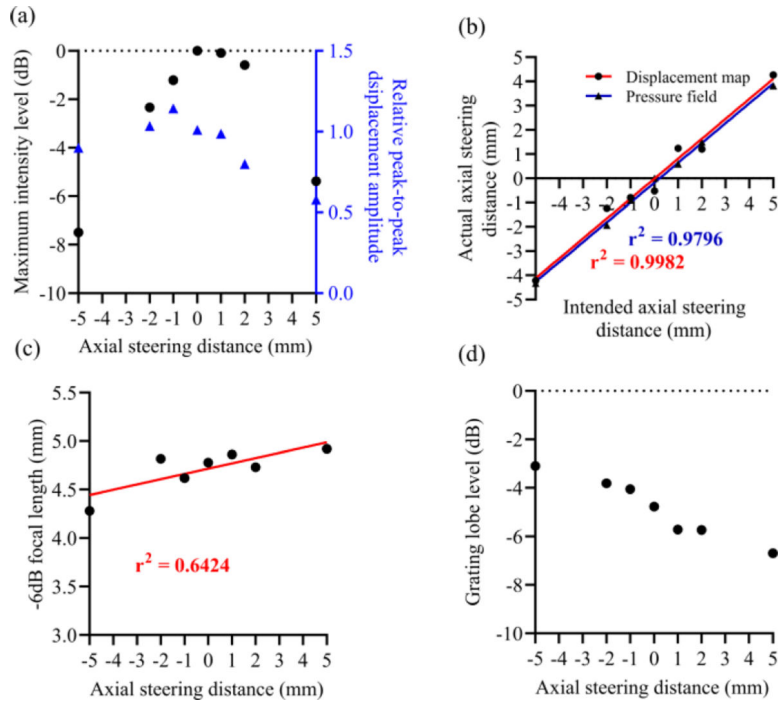 (a)
Maximum intensity level (dB)
0
-2
-4
-6
-8
-10
1.5
1.0
0.5
0.0
Relative peak-to-peak
dsiplacement amplitude
-5 -4 -3 -2 -1 0 1 2 3 4 5
Axial steering distance (mm)
(b)
Actual axial steering
distance (mm)
5
4
3
2
1
0
-1
-2
-3
-4
-5
Displacement map
Pressure field
-4 -3 -2 -1 0 1 2 3 4 5
r² = 0.9796
r² = 0.9982
Intended axial steering
distance (mm)
(c)
-6dB focal length (mm)
5.5
5.0
4.5
4.0
3.5
3.0
r² = 0.6424
-5 -4 -3 -2 -1 0 1 2 3 4 5
Axial steering distance (mm)
(d)
Grating lobe level (dB)
0
-2
-4
-6
-8
-10
-5 -4 -3 -2 -1 0 1 2 3 4 5
Axial steering distance (mm)